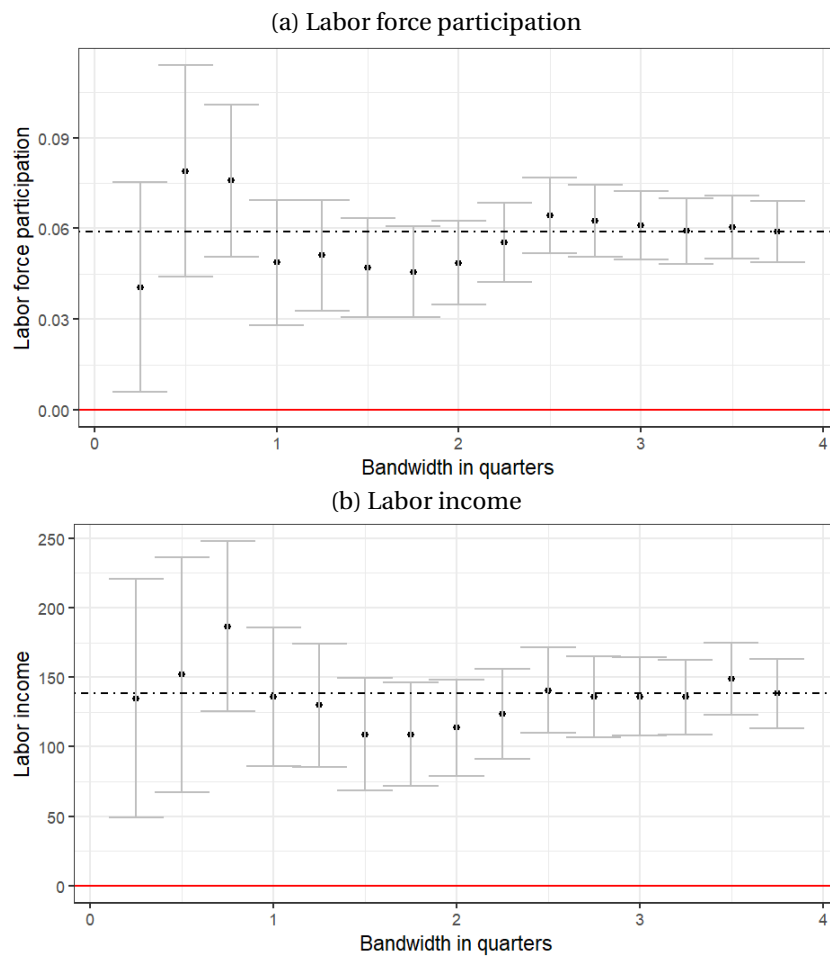 (a) Labor force participation
Labor force participation
0.09
0.06
0.03
0.00
0 1 2 3 4
Bandwidth in quarters
(b) Labor income
Labor income
250
200
150
100
50
0
0 1 2 3 4
Bandwidth in quarters